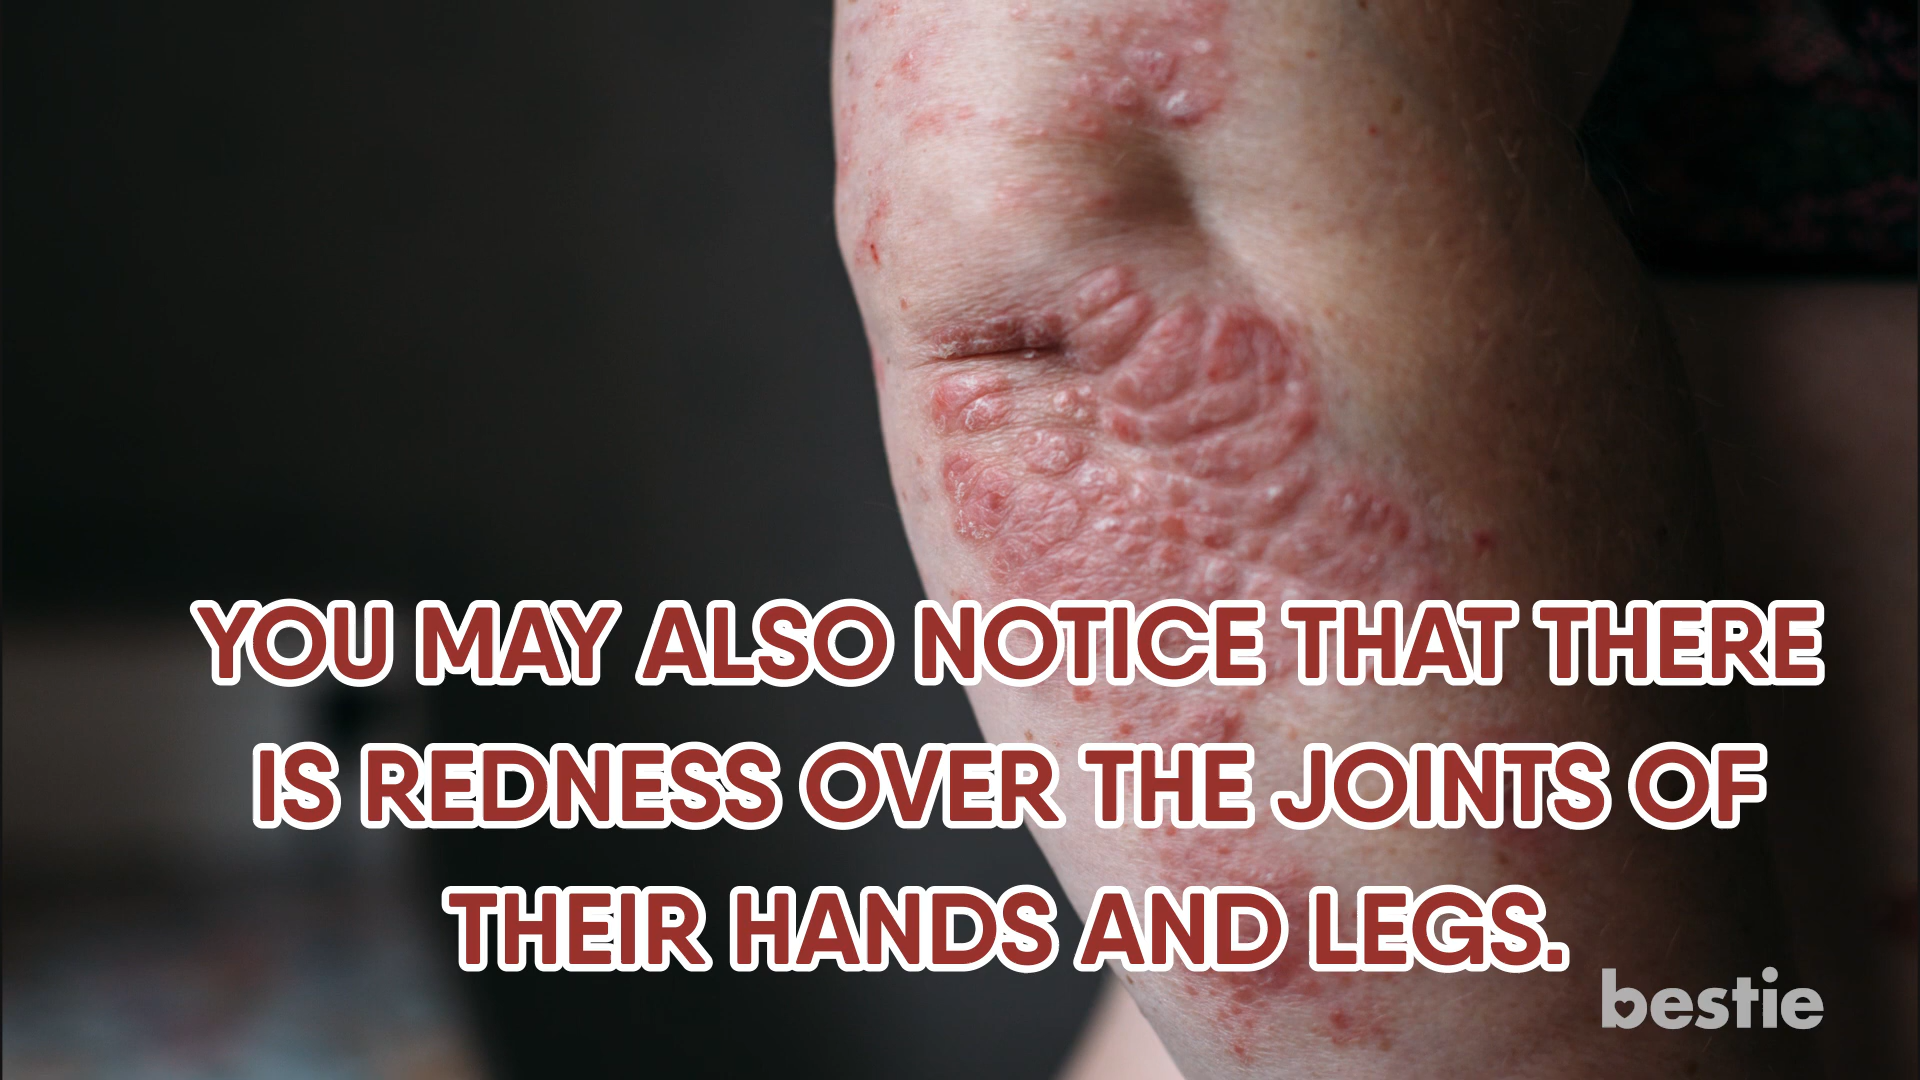 YOU MAY ALSO NOTICE THAT THERE
IS REDNESS OVER THE JOINTS OF
THEIR HANDS AND LEGS.
bestie